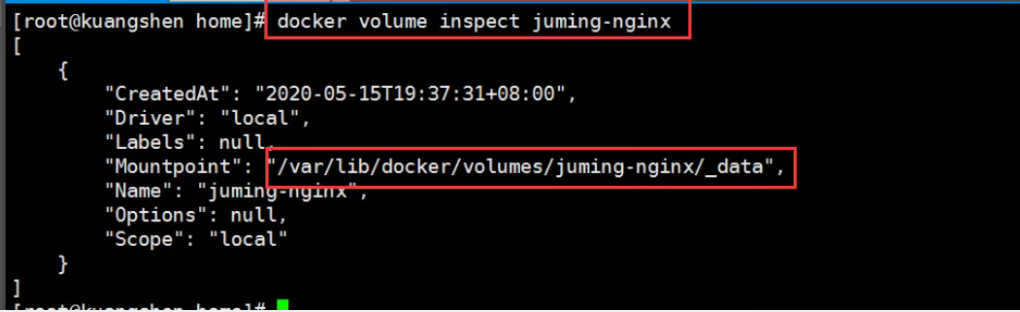 [root@kuangshen home]# docker volume inspect juming-nginx
[
    {
        "CreatedAt": "2020-05-15T19:37:31+08:00",
        "Driver": "local",
        "Labels": null,
        "Mountpoint": "/var/lib/docker/volumes/juming-nginx/_data",
        "Name": "juming-nginx",
        "Options": null,
        "Scope": "local"
    }
]
[root@kuangshen home]#